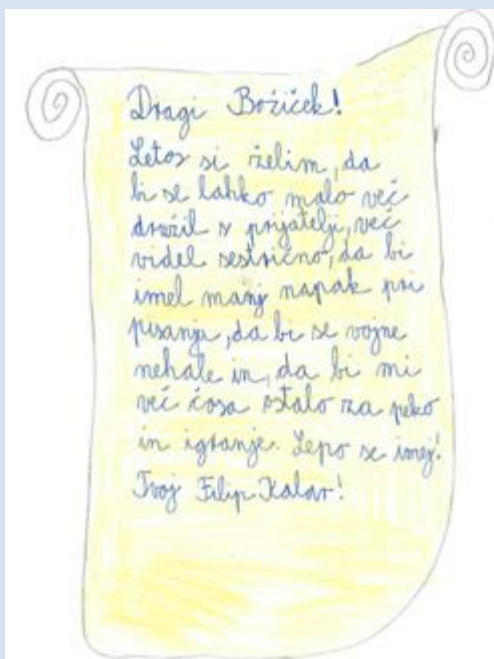 Dragi Božiček!
Letos si želim, da
bi se lahko malo več
družil s prijatelji, več
videl sestrično, da bi
imel manj napak pri
pisanju, da bi se vojne
nehale in, da bi mi
več časa ostalo za peko
in igranje. Lepo se imej!
Tvoj Filip Kalar!